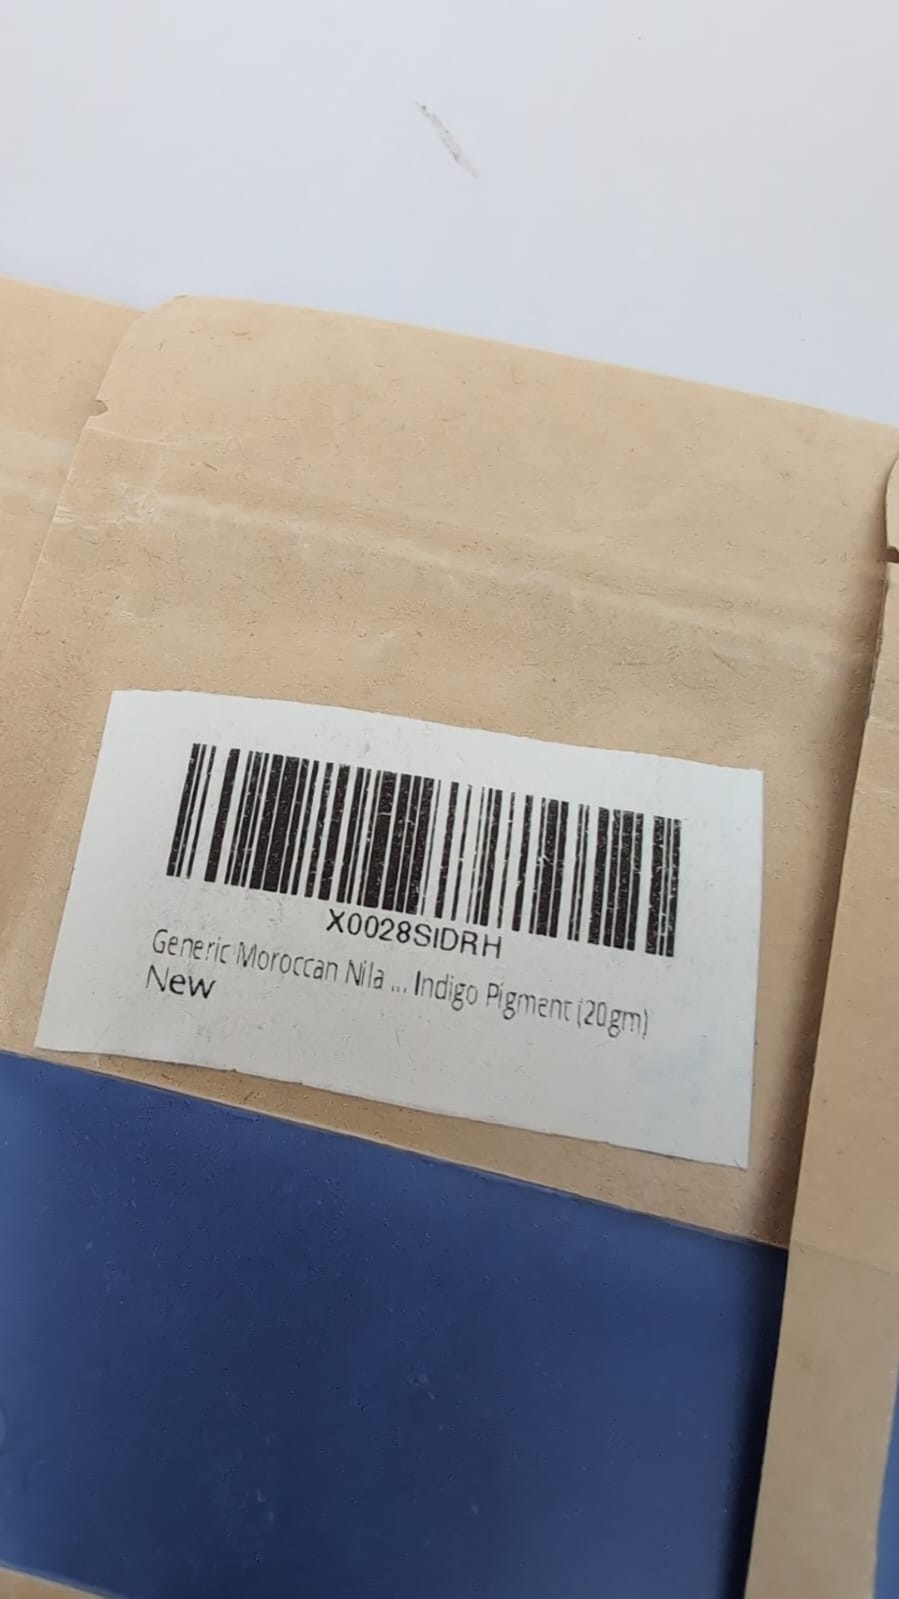 X0028SIDRH
Generic Moroccan Nila ... Indigo Pigment (20gm)
New